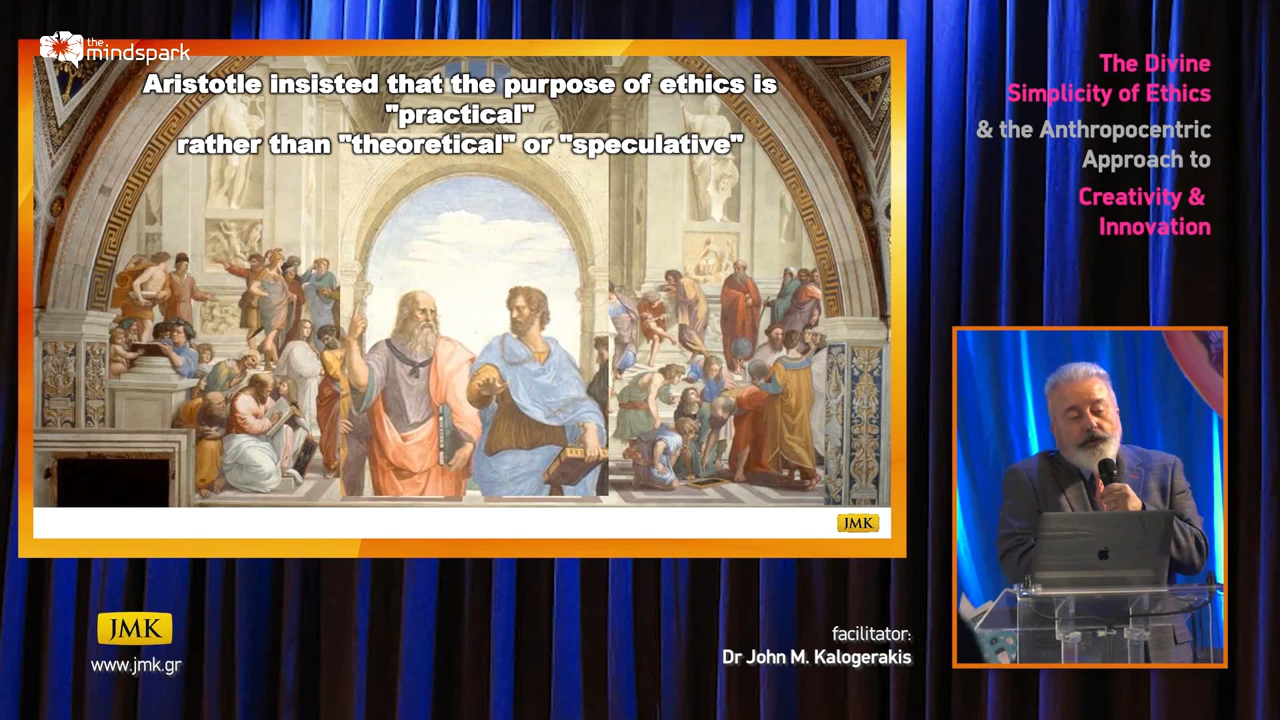 the
mindspark
Aristotle insisted that the purpose of ethics is
"practical"
rather than "theoretical" or "speculative"
JMK
The Divine
Simplicity of Ethics
& the Anthropocentric
Approach to
Creativity &
Innovation
JMK
www.jmk.gr
facilitator:
Dr John M. Kalogerakis